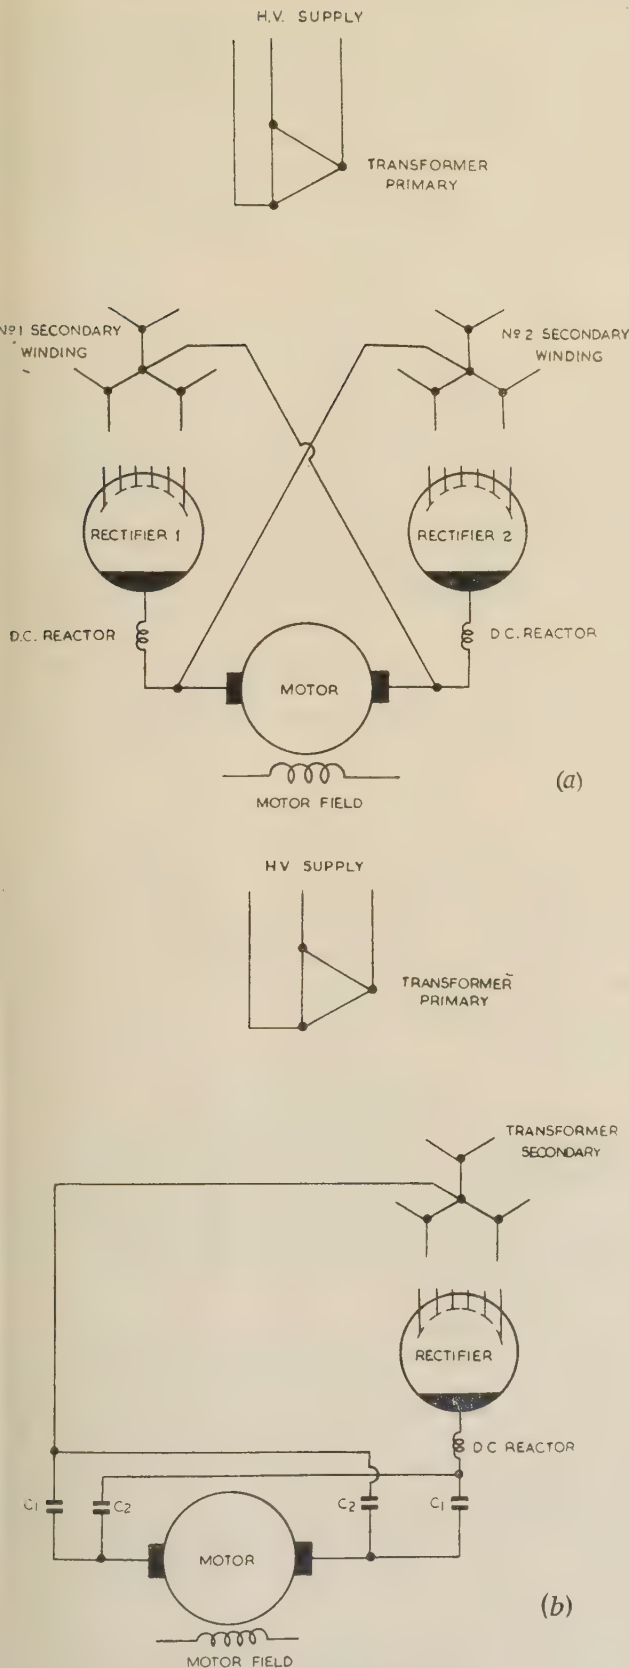 H.V. SUPPLY
TRANSFORMER
PRIMARY
Nº1 SECONDARY
WINDING
Nº2 SECONDARY
WINDING
RECTIFIER 1
RECTIFIER 2
D.C. REACTOR
D.C. REACTOR
MOTOR
MOTOR FIELD
(a)
HV SUPPLY
TRANSFORMER
PRIMARY
TRANSFORMER
SECONDARY
RECTIFIER
D.C REACTOR
C1
C2
C2
C1
MOTOR
MOTOR FIELD
(b)